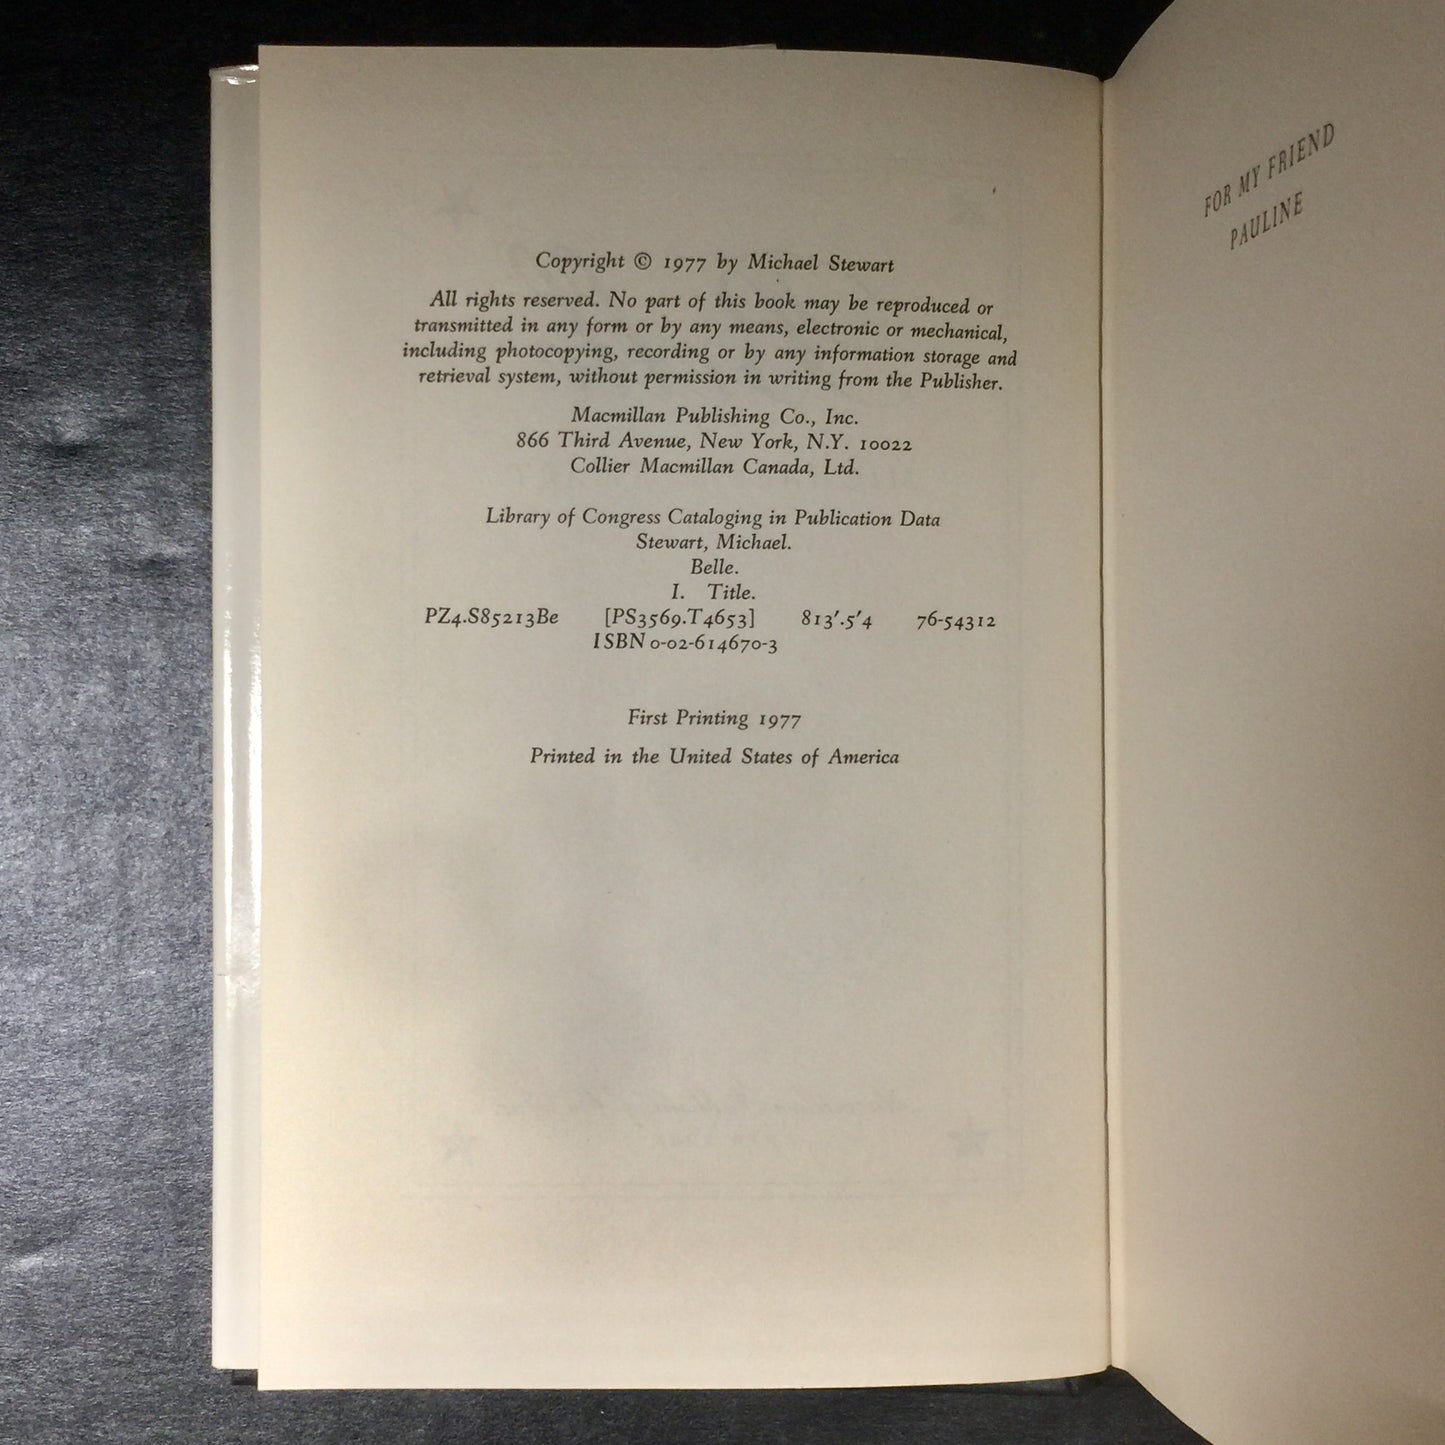 Copyright © 1977 by Michael Stewart
All rights reserved. No part of this book may be reproduced or
transmitted in any form or by any means, electronic or mechanical,
including photocopying, recording or by any information storage and
retrieval system, without permission in writing from the Publisher.
Macmillan Publishing Co., Inc.
866 Third Avenue, New York, N.Y. 10022
Collier Macmillan Canada, Ltd.
Library of Congress Cataloging in Publication Data
Stewart, Michael.
Belle.
I. Title.
PZ4.S85213Be [PS3569.T4653] 813'.5'4 76-54312
ISBN 0-02-614670-3
First Printing 1977
Printed in the United States of America
FOR MY FRIEND
PAULINE